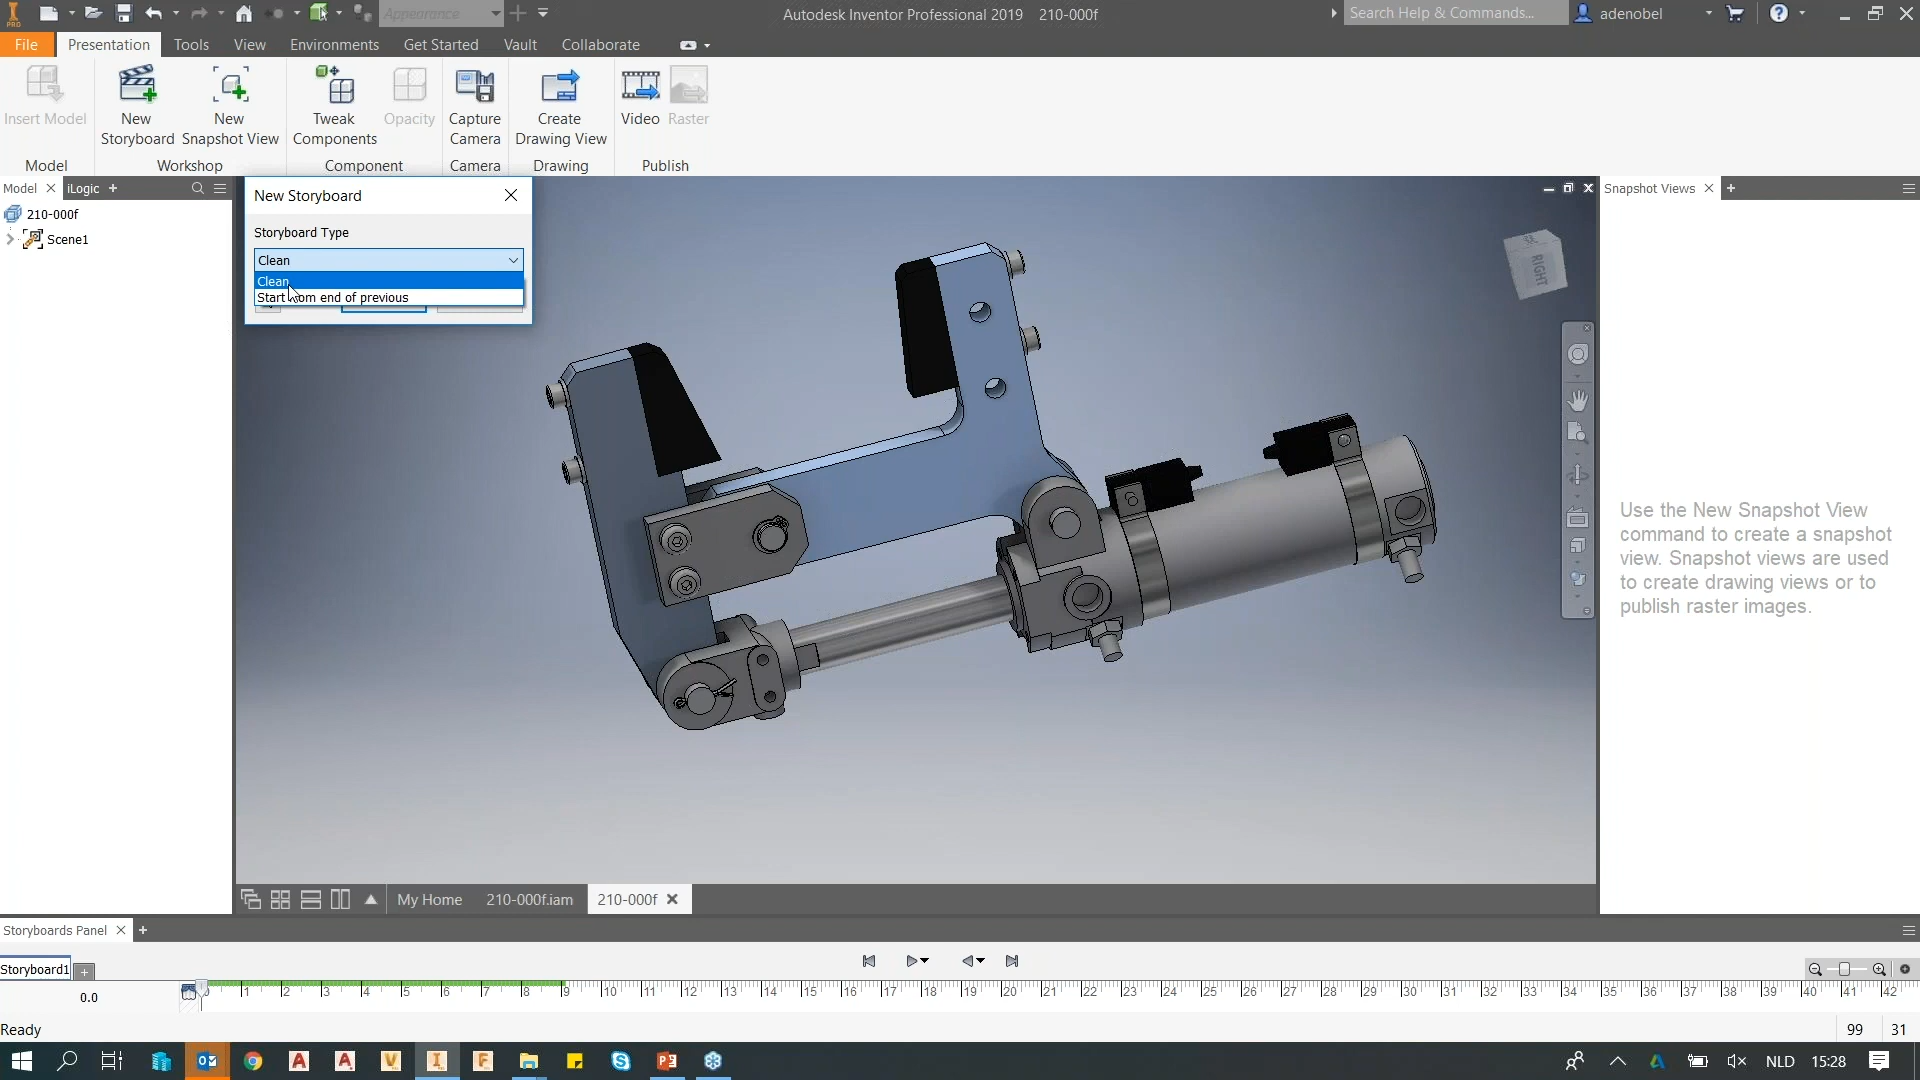 PRO
Appearance
Autodesk Inventor Professional 2019 210-000f
Search Help & Commands...
adenobel
File Presentation Tools View Environments Get Started Vault Collaborate
Insert Model
New Storyboard
New Snapshot View
Tweak Components
Opacity
Capture Camera
Create Drawing View
Video
Raster
Model
Workshop
Component
Camera
Drawing
Publish
Model
iLogic
New Storyboard
Snapshot Views
210-000f
Storyboard Type
Scene1
Clean
Clean
Start from end of previous
RIGHT
Use the New Snapshot View
command to create a snapshot
view. Snapshot views are used
to create drawing views or to
publish raster images.
My Home 210-000f.iam 210-000f
Storyboards Panel
Storyboard1
0.0
1 2 3 4 5 6 7 8 9 10 11 12 13 14 15 16 17 18 19 20 21 22 23 24 25 26 27 28 29 30 31 32 33 34 35 36 37 38 39 40 41 42
Ready
99 31
NLD 15:28